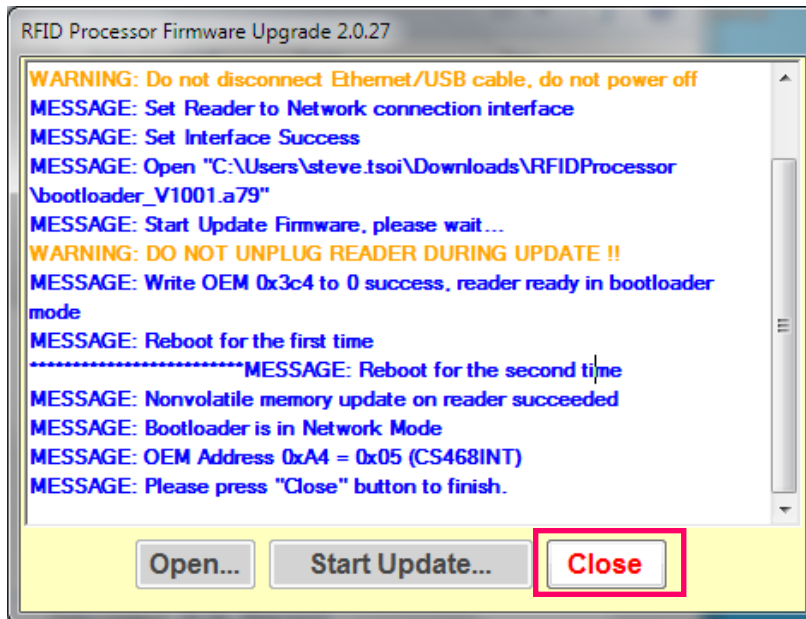 RFID Processor Firmware Upgrade 2.0.27
WARNING: Do not disconnect Ethernet/USB cable, do not power off
MESSAGE: Set Reader to Network connection interface
MESSAGE: Set Interface Success
MESSAGE: Open "C:\Users\steve.tsoi\Downloads\RFIDProcessor
\bootloader_V1001.a79"
MESSAGE: Start Update Firmware, please wait...
WARNING: DO NOT UNPLUG READER DURING UPDATE !!
MESSAGE: Write OEM 0x3c4 to 0 success, reader ready in bootloader
mode
MESSAGE: Reboot for the first time
*************************MESSAGE: Reboot for the second time
MESSAGE: Nonvolatile memory update on reader succeeded
MESSAGE: Bootloader is in Network Mode
MESSAGE: OEM Address 0xA4 = 0x05 (CS468INT)
MESSAGE: Please press "Close" button to finish.
Open... Start Update... Close